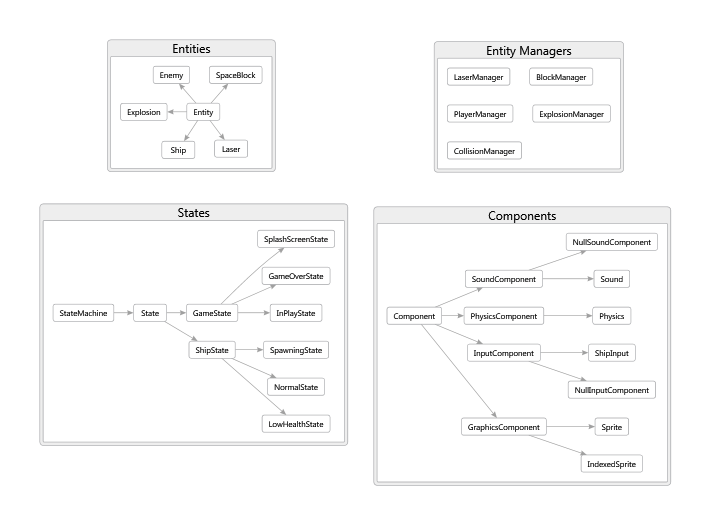 Entities
Enemy
SpaceBlock
Explosion
Entity
Ship
Laser
Entity Managers
LaserManager
BlockManager
PlayerManager
ExplosionManager
CollisionManager
States
SplashScreenState
GameOverState
StateMachine
State
GameState
InPlayState
ShipState
SpawningState
NormalState
LowHealthState
Components
NullSoundComponent
SoundComponent
Sound
Component
PhysicsComponent
Physics
InputComponent
ShipInput
NullInputComponent
GraphicsComponent
Sprite
IndexedSprite